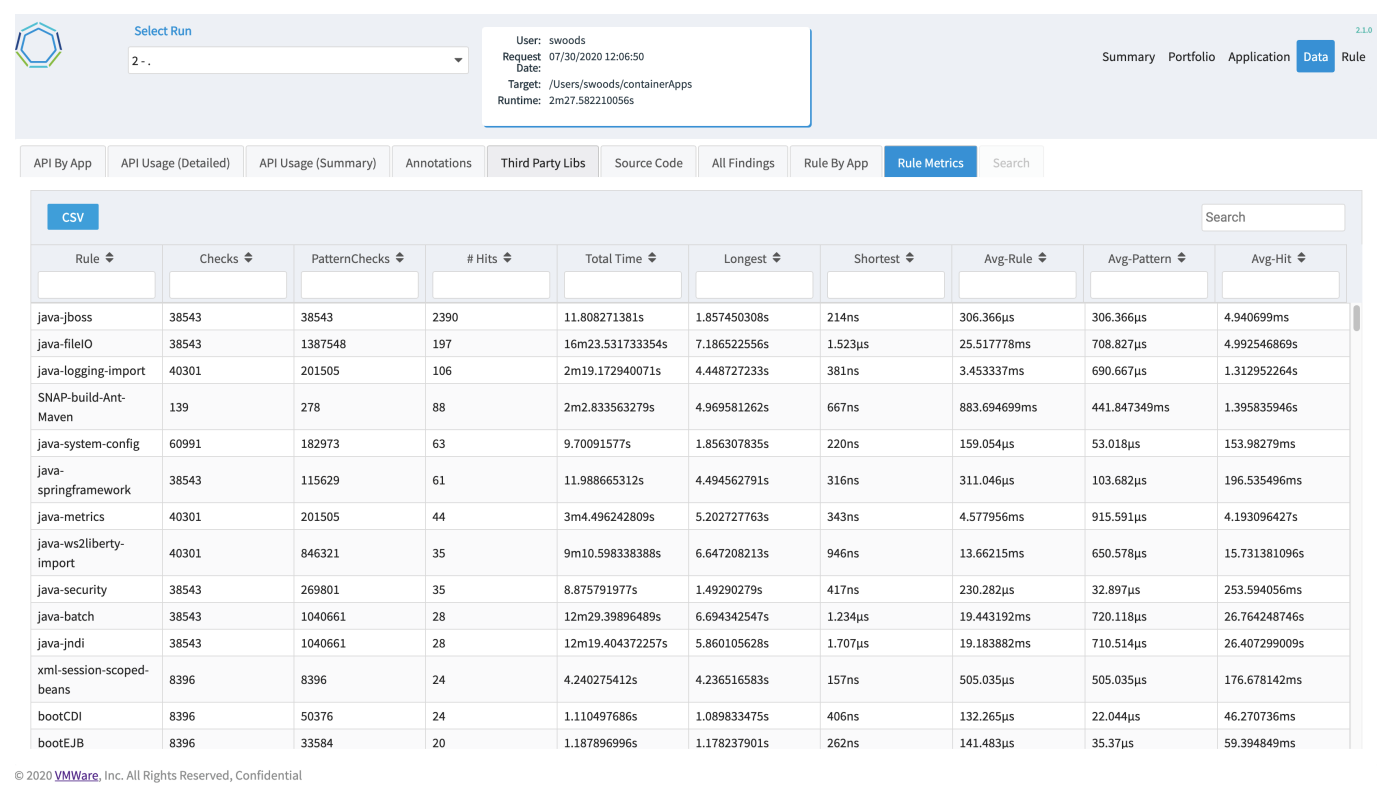 Select Run
2 - .
User: swoods
Request Date: 07/30/2020 12:06:50
Target: /Users/swoods/containerApps
Runtime: 2m27.582210056s
2.1.0
Summary Portfolio Application Data Rule
API By App API Usage (Detailed) API Usage (Summary) Annotations Third Party Libs Source Code All Findings Rule By App Rule Metrics Search
CSV Search
Rule Checks PatternChecks # Hits Total Time Longest Shortest Avg-Rule Avg-Pattern Avg-Hit
java-jboss 38543 38543 2390 11.808271381s 1.857450308s 214ns 306.366µs 306.366µs 4.940699ms
java-fileIO 38543 1387548 197 16m23.531733354s 7.186522556s 1.523µs 25.517778ms 708.827µs 4.992546869s
java-logging-import 40301 201505 106 2m19.172940071s 4.448727233s 381ns 3.453337ms 690.667µs 1.312952264s
SNAP-build-Ant-Maven 139 278 88 2m2.833563279s 4.969581262s 667ns 883.694699ms 441.847349ms 1.395835946s
java-system-config 60991 182973 63 9.70091577s 1.856307835s 220ns 159.054µs 53.018µs 153.98279ms
java-springframework 38543 115629 61 11.988665312s 4.494562791s 316ns 311.046µs 103.682µs 196.535496ms
java-metrics 40301 201505 44 3m4.496242809s 5.202727763s 343ns 4.577956ms 915.591µs 4.193096427s
java-ws2liberty-import 40301 846321 35 9m10.598338388s 6.647208213s 946ns 13.66215ms 650.578µs 15.731381096s
java-security 38543 269801 35 8.875791977s 1.49290279s 417ns 230.282µs 32.897µs 253.594056ms
java-batch 38543 1040661 28 12m29.39896489s 6.694342547s 1.234µs 19.443192ms 720.118µs 26.764248746s
java-jndi 38543 1040661 28 12m19.404372257s 5.860105628s 1.707µs 19.183882ms 710.514µs 26.407299009s
xml-session-scoped-beans 8396 8396 24 4.240275412s 4.236516583s 157ns 505.035µs 505.035µs 176.678142ms
bootCDI 8396 50376 24 1.110497686s 1.089833475s 406ns 132.265µs 22.044µs 46.270736ms
bootEJB 8396 33584 20 1.187896996s 1.178237901s 262ns 141.483µs 35.37µs 59.394849ms
© 2020 VMWare, Inc. All Rights Reserved, Confidential